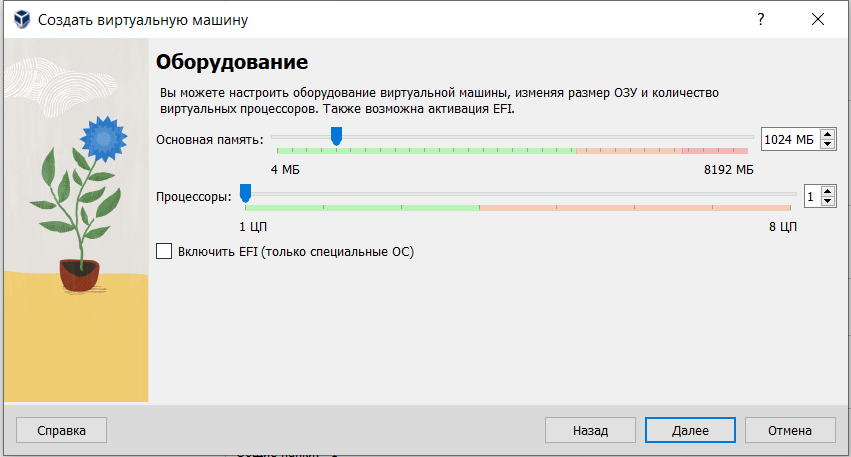 Создать виртуальную машину
Оборудование
Вы можете настроить оборудование виртуальной машины, изменяя размер ОЗУ и количество
виртуальных процессоров. Также возможна активация EFI.
Основная память:
1024 МБ
4 МБ
8192 МБ
Процессоры:
1
1 ЦП
8 ЦП
Включить EFI (только специальные ОС)
Справка
Назад
Далее
Отмена